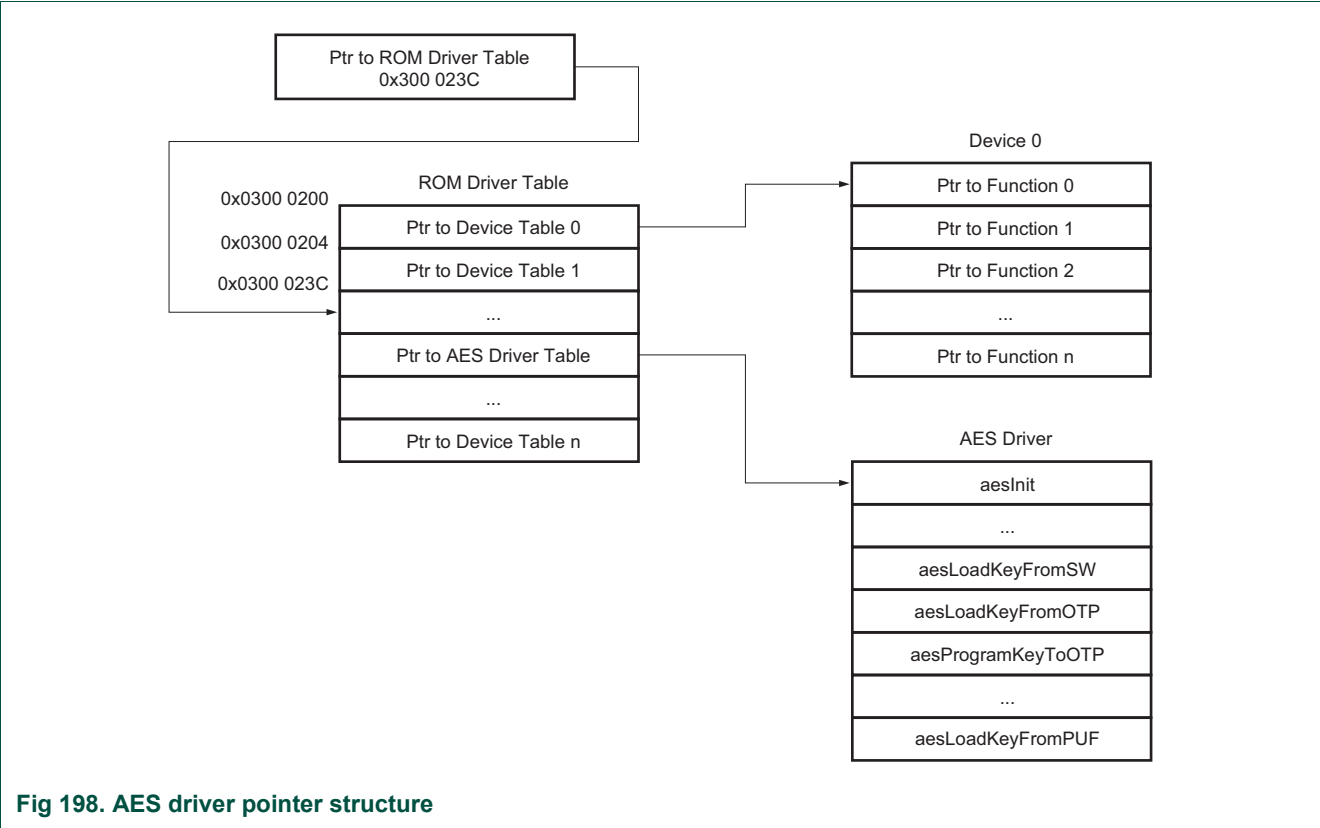 Ptr to ROM Driver Table
0x300 023C
ROM Driver Table
0x0300 0200
0x0300 0204
0x0300 023C
Ptr to Device Table 0
Ptr to Device Table 1
...
Ptr to AES Driver Table
...
Ptr to Device Table n
Device 0
Ptr to Function 0
Ptr to Function 1
Ptr to Function 2
...
Ptr to Function n
AES Driver
aesInit
...
aesLoadKeyFromSW
aesLoadKeyFromOTP
aesProgramKeyToOTP
...
aesLoadKeyFromPUF
Fig 198. AES driver pointer structure